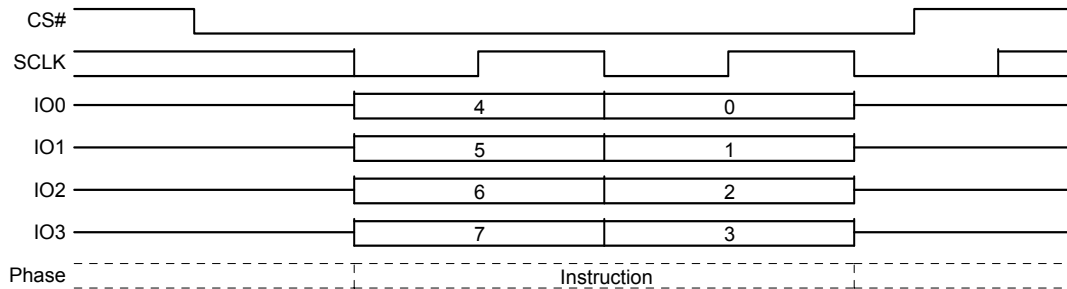 CS#
SCLK
IO0 4 0
IO1 5 1
IO2 6 2
IO3 7 3
Phase Instruction